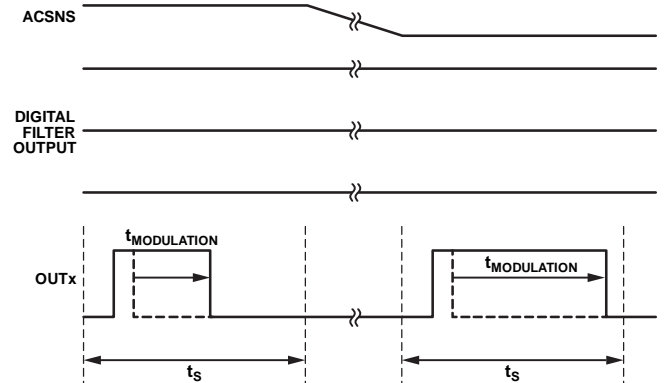 ACSNS
DIGITAL
FILTER
OUTPUT
tMODULATION
OUTx
tMODULATION
tS
tS